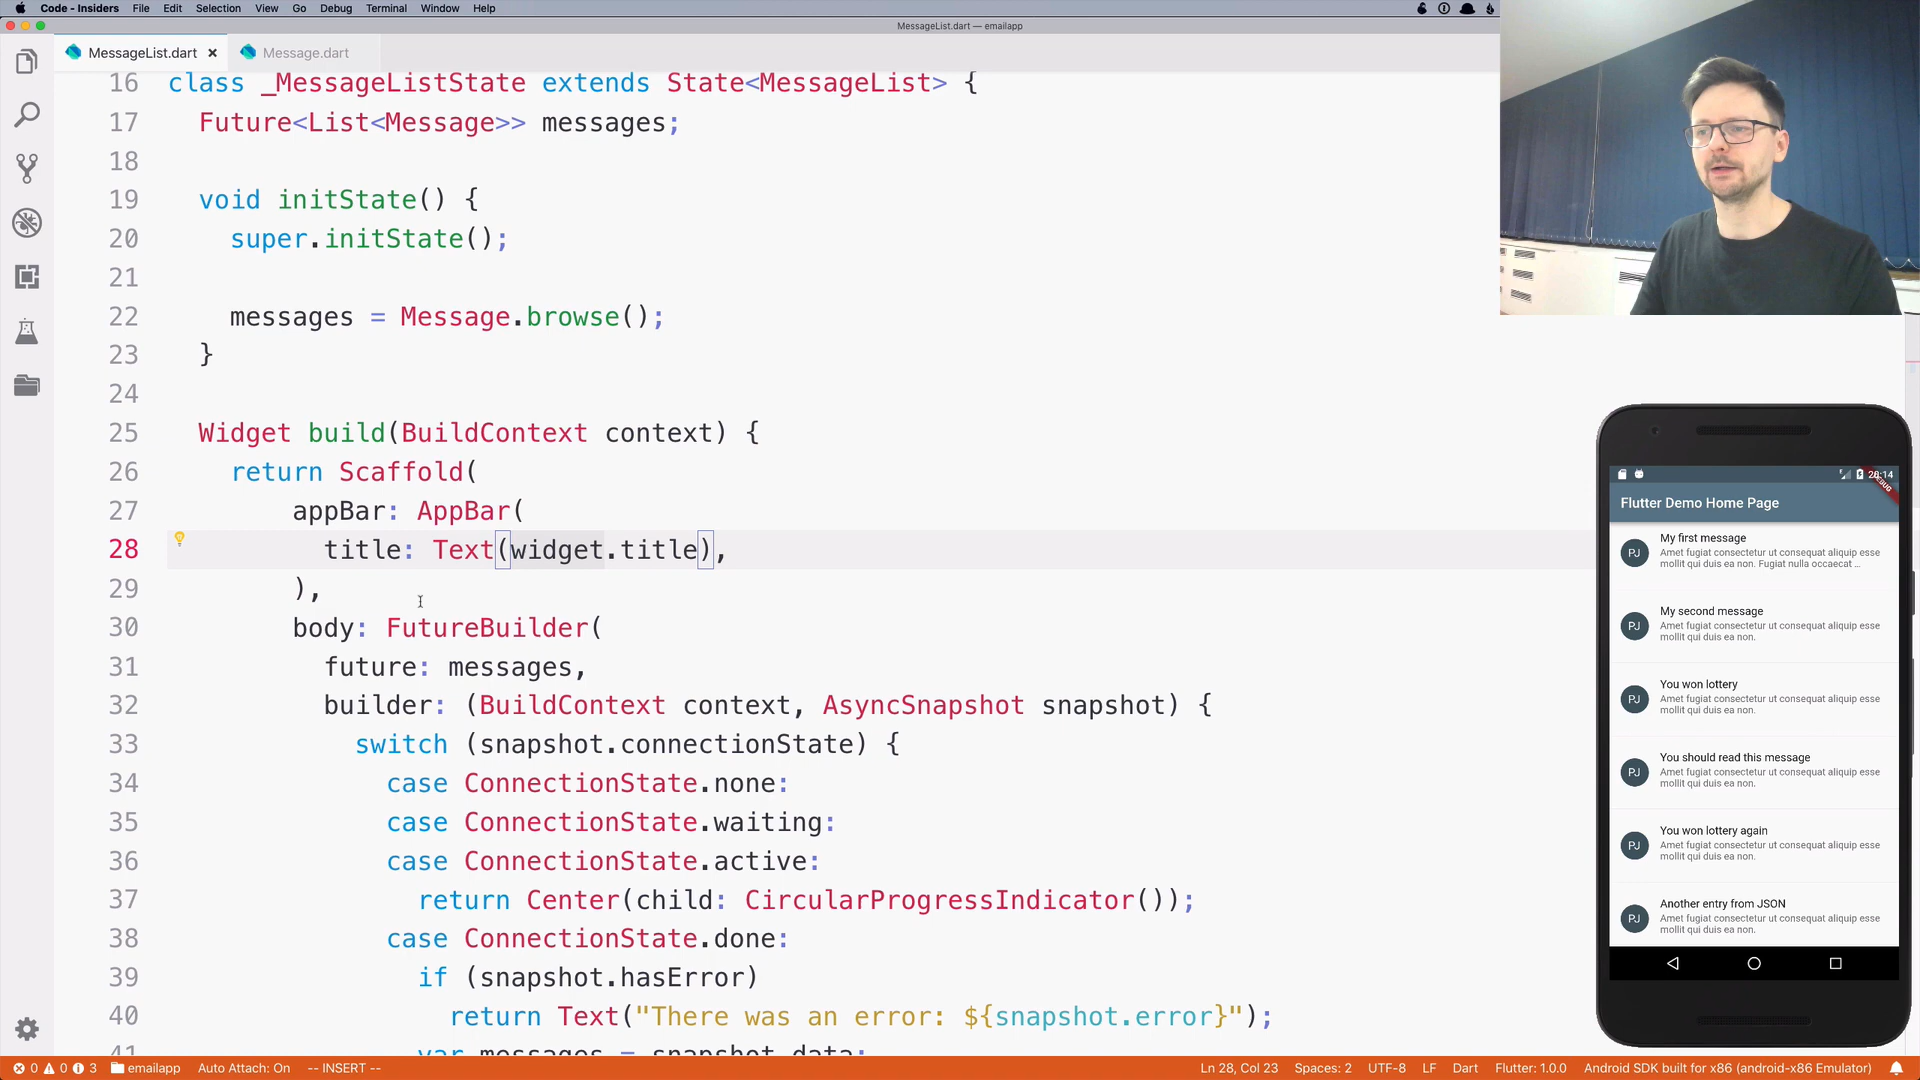 Code - Insiders File Edit Selection View Go Debug Terminal Window Help
MessageList.dart — emailapp
MessageList.dart Message.dart
16 class _MessageListState extends State<MessageList> {
17 Future<List<Message>> messages;
18
19 void initState() {
20 super.initState();
21
22 messages = Message.browse();
23 }
24
25 Widget build(BuildContext context) {
26 return Scaffold(
27 appBar: AppBar(
28 title: Text(widget.title),
29 ),
30 body: FutureBuilder(
31 future: messages,
32 builder: (BuildContext context, AsyncSnapshot snapshot) {
33 switch (snapshot.connectionState) {
34 case ConnectionState.none:
35 case ConnectionState.waiting:
36 case ConnectionState.active:
37 return Center(child: CircularProgressIndicator());
38 case ConnectionState.done:
39 if (snapshot.hasError)
40 return Text("There was an error: ${snapshot.error}");
41 var messages = snapshot.data;
DEBUG
Flutter Demo Home Page
PJ
My first message
Amet fugiat consectetur ut consequat aliquip esse
mollit qui duis ea non. Fugiat nulla occaecat ...
PJ
My second message
Amet fugiat consectetur ut consequat aliquip esse
mollit qui duis ea non.
PJ
You won lottery
Amet fugiat consectetur ut consequat aliquip esse
mollit qui duis ea non.
PJ
You should read this message
Amet fugiat consectetur ut consequat aliquip esse
mollit qui duis ea non.
PJ
You won lottery again
Amet fugiat consectetur ut consequat aliquip esse
mollit qui duis ea non.
PJ
Another entry from JSON
Amet fugiat consectetur ut consequat aliquip esse
mollit qui duis ea non.
0 0 3 emailapp Auto Attach: On -- INSERT -- Ln 28, Col 23 Spaces: 2 UTF-8 LF Dart Flutter: 1.0.0 Android SDK built for x86 (android-x86 Emulator)